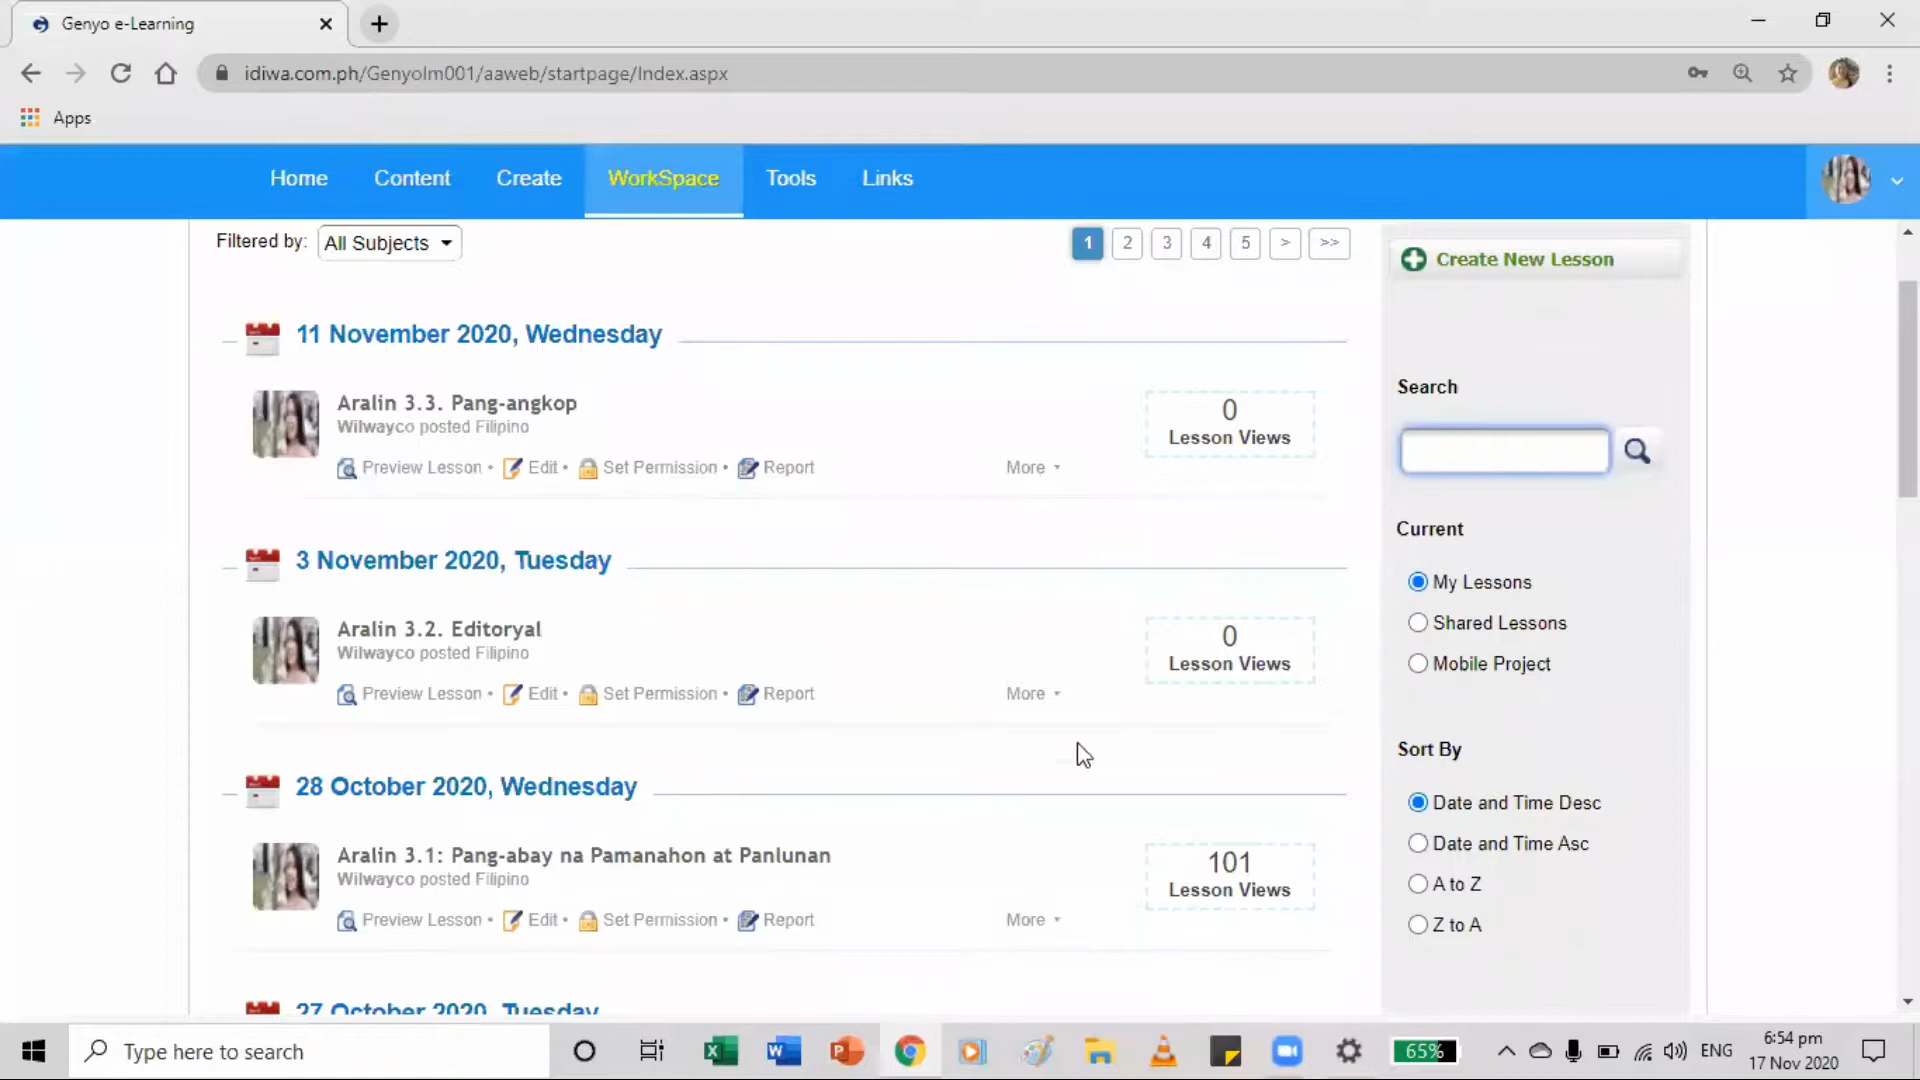 Genyo e-Learning
idiwa.com.ph/Genyolm001/aaweb/startpage/Index.aspx
Apps
Home Content Create WorkSpace Tools Links
Filtered by: All Subjects
1 2 3 4 5 > >>
Create New Lesson
11 November 2020, Wednesday
Aralin 3.3. Pang-angkop
Wilwayco posted Filipino
Preview Lesson • Edit • Set Permission • Report More
0
Lesson Views
3 November 2020, Tuesday
Aralin 3.2. Editoryal
Wilwayco posted Filipino
Preview Lesson • Edit • Set Permission • Report More
0
Lesson Views
28 October 2020, Wednesday
Aralin 3.1: Pang-abay na Pamanahon at Panlunan
Wilwayco posted Filipino
Preview Lesson • Edit • Set Permission • Report More
101
Lesson Views
27 October 2020, Tuesday
Search
Current
My Lessons
Shared Lessons
Mobile Project
Sort By
Date and Time Desc
Date and Time Asc
A to Z
Z to A
Type here to search
65%
ENG
6:54 pm
17 Nov 2020